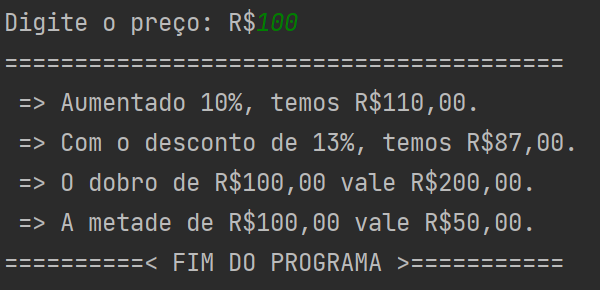 Digite o preço: R$100
========================================
=> Aumentado 10%, temos R$110,00.
=> Com o desconto de 13%, temos R$87,00.
=> O dobro de R$100,00 vale R$200,00.
=> A metade de R$100,00 vale R$50,00.
==========< FIM DO PROGRAMA >===========